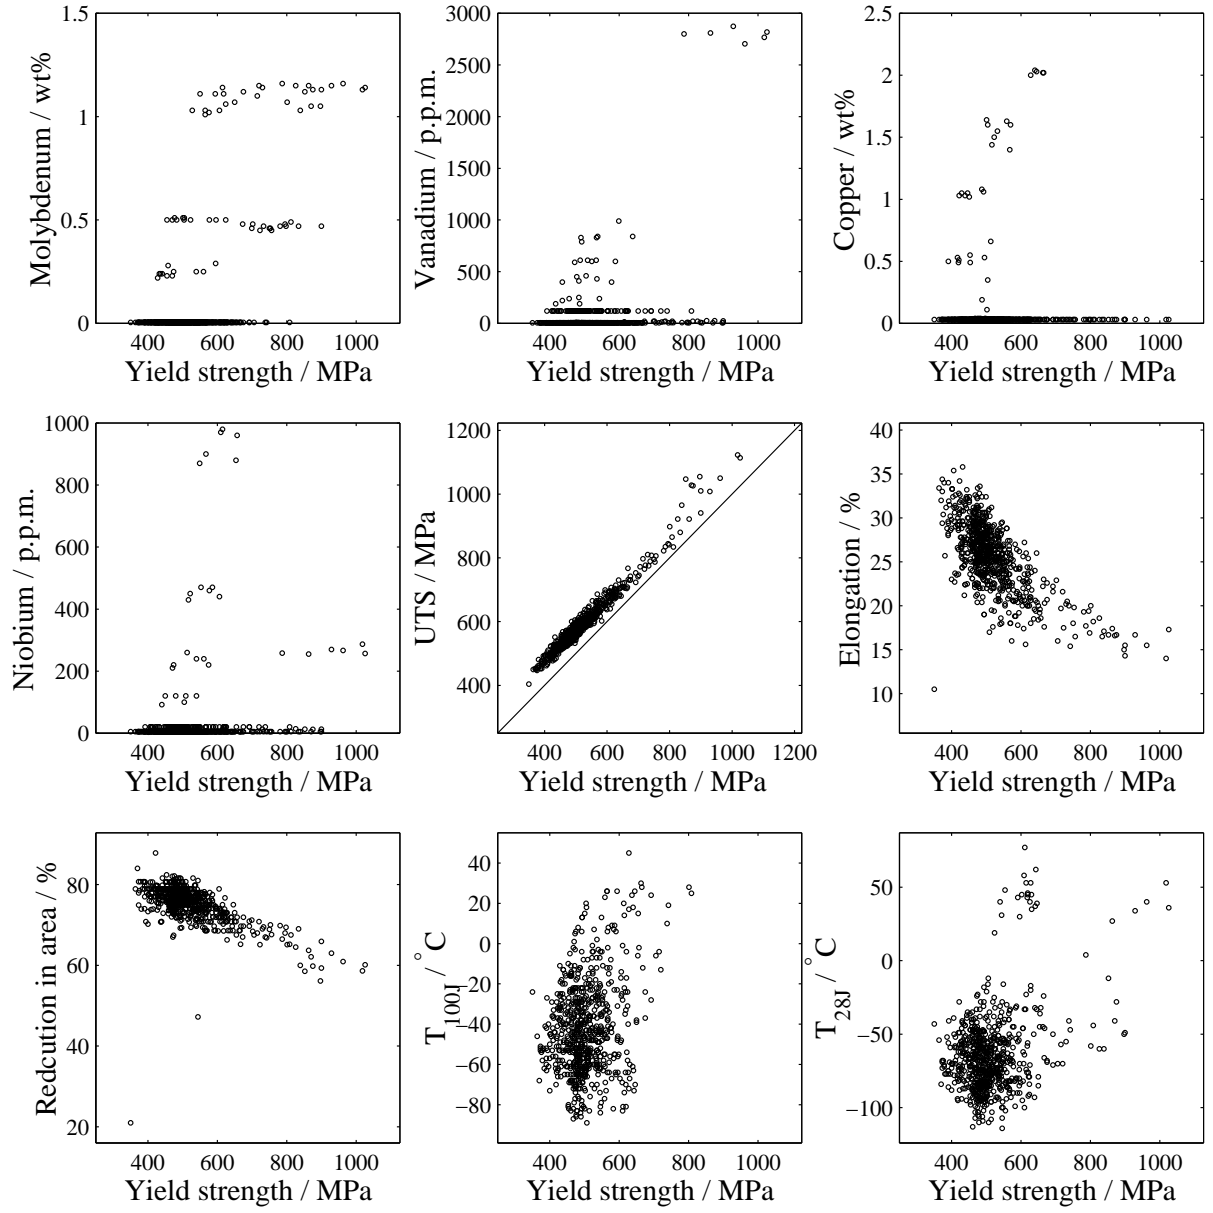 Molybdenum / wt%
1.5
1
0.5
0
400 600 800 1000
Yield strength / MPa
Vanadium / p.p.m.
3000
2500
2000
1500
1000
500
0
400 600 800 1000
Yield strength / MPa
Copper / wt%
2.5
2
1.5
1
0.5
0
400 600 800 1000
Yield strength / MPa
Niobium / p.p.m.
1000
800
600
400
200
0
400 600 800 1000
Yield strength / MPa
UTS / MPa
1200
1000
800
600
400
400 600 800 1000 1200
Yield strength / MPa
Elongation / %
40
35
30
25
20
15
10
400 600 800 1000
Yield strength / MPa
Redcution in area / %
80
60
40
20
400 600 800 1000
Yield strength / MPa
T100J / °C
40
20
0
−20
−40
−60
−80
400 600 800 1000
Yield strength / MPa
T28J / °C
50
0
−50
−100
400 600 800 1000
Yield strength / MPa